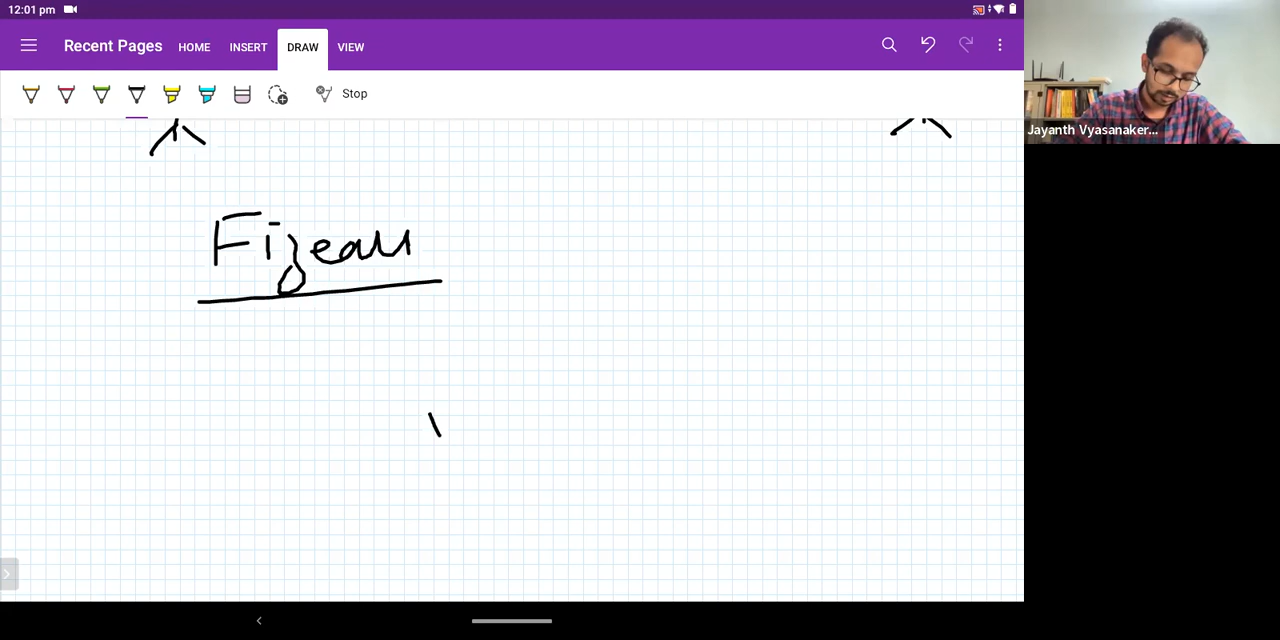 12:01 pm
Recent Pages HOME INSERT DRAW VIEW
Stop
Jayanth Vyasanaker...
Fizeau